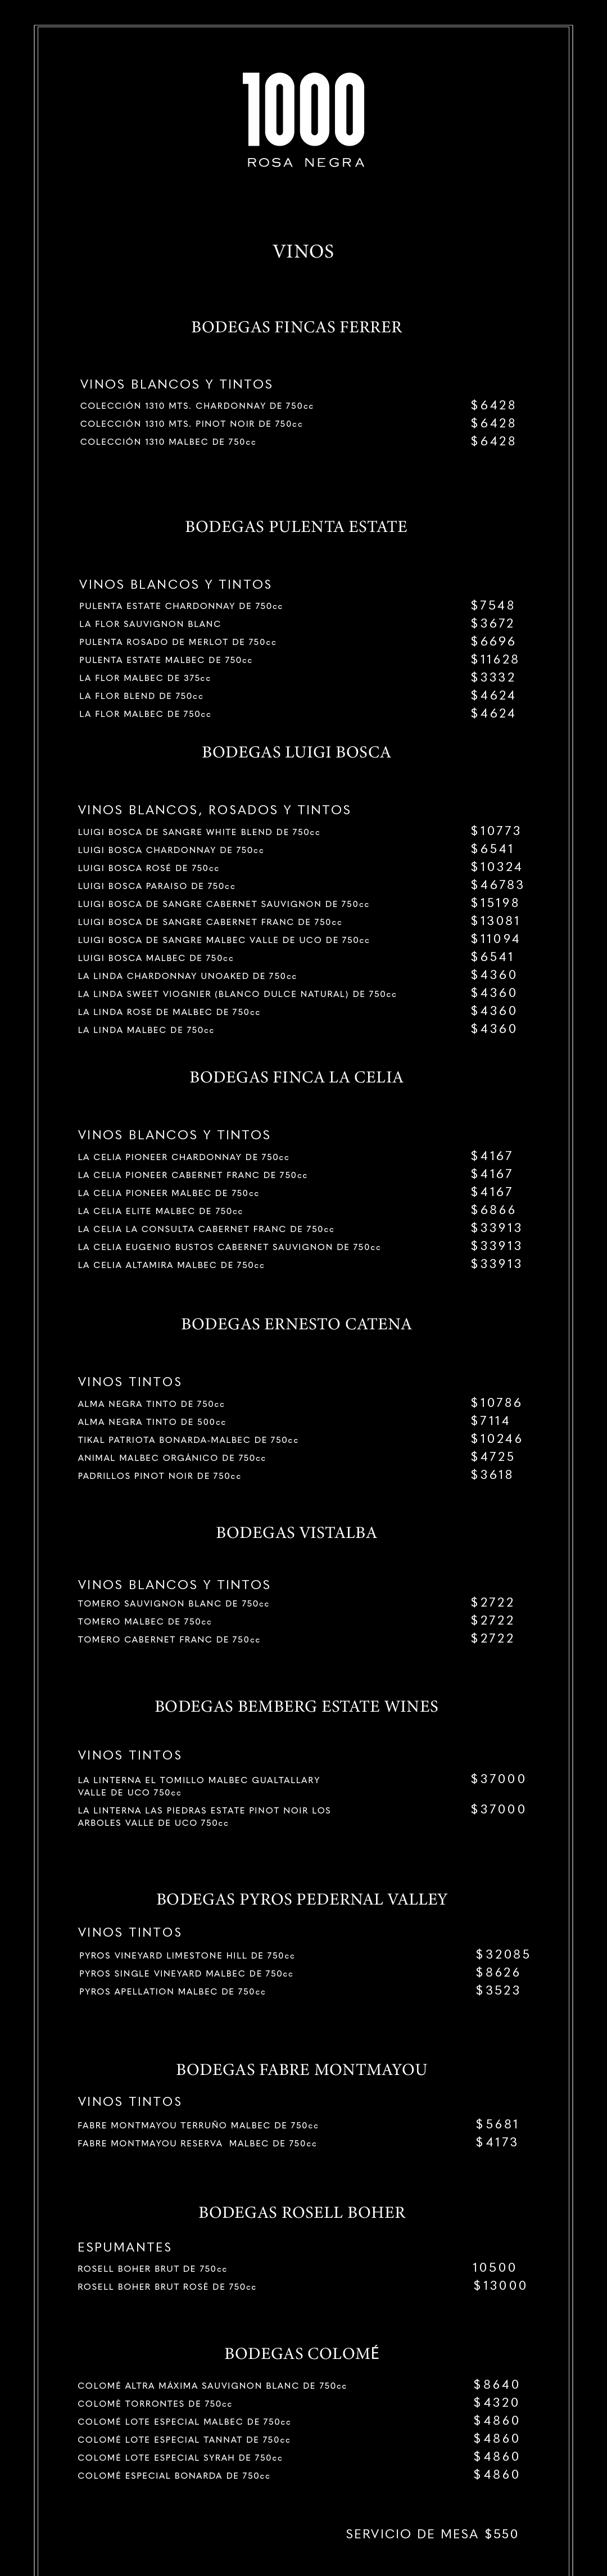 1000
ROSA NEGRA
VINOS
BODEGAS FINCAS FERRER
VINOS BLANCOS Y TINTOS
COLECCIÓN 1310 MTS. CHARDONNAY DE 750cc $6428
COLECCIÓN 1310 MTS. PINOT NOIR DE 750cc $6428
COLECCIÓN 1310 MALBEC DE 750cc $6428
BODEGAS PULENTA ESTATE
VINOS BLANCOS Y TINTOS
PULENTA ESTATE CHARDONNAY DE 750cc $7548
LA FLOR SAUVIGNON BLANC $3672
PULENTA ROSADO DE MERLOT DE 750cc $6696
PULENTA ESTATE MALBEC DE 750cc $11628
LA FLOR MALBEC DE 375cc $3332
LA FLOR BLEND DE 750cc $4624
LA FLOR MALBEC DE 750cc $4624
BODEGAS LUIGI BOSCA
VINOS BLANCOS, ROSADOS Y TINTOS
LUIGI BOSCA DE SANGRE WHITE BLEND DE 750cc $10773
LUIGI BOSCA CHARDONNAY DE 750cc $6541
LUIGI BOSCA ROSÉ DE 750cc $10324
LUIGI BOSCA PARAISO DE 750cc $46783
LUIGI BOSCA DE SANGRE CABERNET SAUVIGNON DE 750cc $15198
LUIGI BOSCA DE SANGRE CABERNET FRANC DE 750cc $13081
LUIGI BOSCA DE SANGRE MALBEC VALLE DE UCO DE 750cc $11094
LUIGI BOSCA MALBEC DE 750cc $6541
LA LINDA CHARDONNAY UNOAKED DE 750cc $4360
LA LINDA SWEET VIOGNIER (BLANCO DULCE NATURAL) DE 750cc $4360
LA LINDA ROSE DE MALBEC DE 750cc $4360
LA LINDA MALBEC DE 750cc $4360
BODEGAS FINCA LA CELIA
VINOS BLANCOS Y TINTOS
LA CELIA PIONEER CHARDONNAY DE 750cc $4167
LA CELIA PIONEER CABERNET FRANC DE 750cc $4167
LA CELIA PIONEER MALBEC DE 750cc $4167
LA CELIA ELITE MALBEC DE 750cc $6866
LA CELIA LA CONSULTA CABERNET FRANC DE 750cc $33913
LA CELIA EUGENIO BUSTOS CABERNET SAUVIGNON DE 750cc $33913
LA CELIA ALTAMIRA MALBEC DE 750cc $33913
BODEGAS ERNESTO CATENA
VINOS TINTOS
ALMA NEGRA TINTO DE 750cc $10786
ALMA NEGRA TINTO DE 500cc $7114
TIKAL PATRIOTA BONARDA-MALBEC DE 750cc $10246
ANIMAL MALBEC ORGÁNICO DE 750cc $4725
PADRILLOS PINOT NOIR DE 750cc $3618
BODEGAS VISTALBA
VINOS BLANCOS Y TINTOS
TOMERO SAUVIGNON BLANC DE 750cc $2722
TOMERO MALBEC DE 750cc $2722
TOMERO CABERNET FRANC DE 750cc $2722
BODEGAS BEMBERG ESTATE WINES
VINOS TINTOS
LA LINTERNA EL TOMILLO MALBEC GUALTALLARY $37000
VALLE DE UCO 750cc
LA LINTERNA LAS PIEDRAS ESTATE PINOT NOIR LOS $37000
ARBOLES VALLE DE UCO 750cc
BODEGAS PYROS PEDERNAL VALLEY
VINOS TINTOS
PYROS VINEYARD LIMESTONE HILL DE 750cc $32085
PYROS SINGLE VINEYARD MALBEC DE 750cc $8626
PYROS APELLATION MALBEC DE 750cc $3523
BODEGAS FABRE MONTMAYOU
VINOS TINTOS
FABRE MONTMAYOU TERRUÑO MALBEC DE 750cc $5681
FABRE MONTMAYOU RESERVA MALBEC DE 750cc $4173
BODEGAS ROSELL BOHER
ESPUMANTES
ROSELL BOHER BRUT DE 750cc 10500
ROSELL BOHER BRUT ROSÉ DE 750cc $13000
BODEGAS COLOMÉ
COLOMÉ ALTRA MÁXIMA SAUVIGNON BLANC DE 750cc $8640
COLOMÉ TORRONTES DE 750cc $4320
COLOMÉ LOTE ESPECIAL MALBEC DE 750cc $4860
COLOMÉ LOTE ESPECIAL TANNAT DE 750cc $4860
COLOMÉ LOTE ESPECIAL SYRAH DE 750cc $4860
COLOMÉ ESPECIAL BONARDA DE 750cc $4860
SERVICIO DE MESA $550